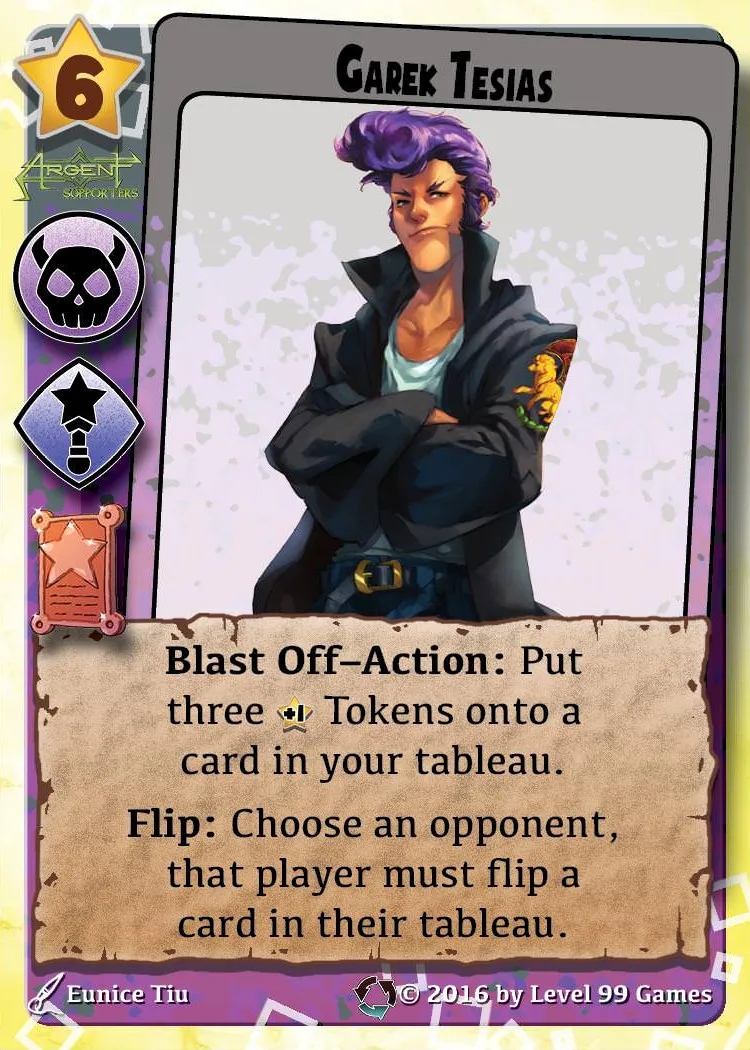 6
Garek Tesias
ARGENT
SUPPORTERS
Blast Off–Action: Put
three +1 Tokens onto a
card in your tableau.
Flip: Choose an opponent,
that player must flip a
card in their tableau.
Eunice Tiu
© 2016 by Level 99 Games